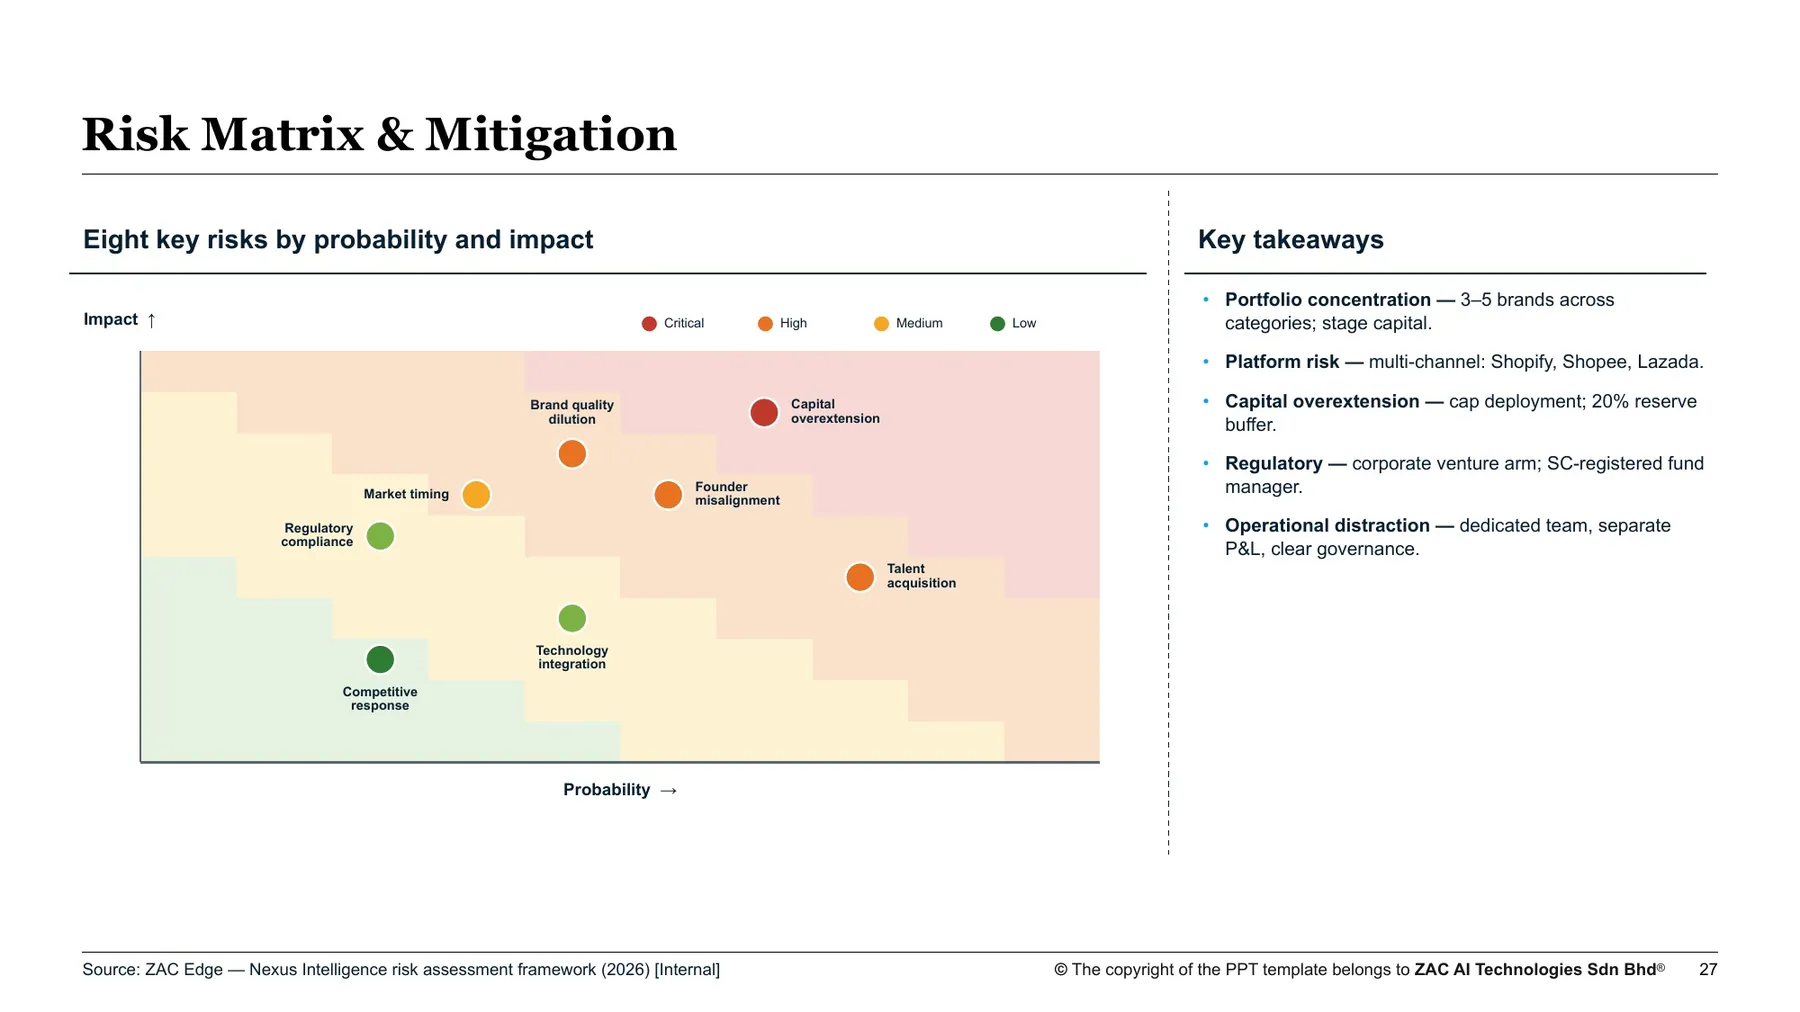 Risk Matrix & Mitigation
Eight key risks by probability and impact
Impact ↑
Critical
High
Medium
Low
Brand quality
dilution
Capital
overextension
Market timing
Founder
misalignment
Regulatory
compliance
Talent
acquisition
Technology
integration
Competitive
response
Probability →
Key takeaways
• Portfolio concentration — 3–5 brands across
categories; stage capital.
• Platform risk — multi-channel: Shopify, Shopee, Lazada.
• Capital overextension — cap deployment; 20% reserve
buffer.
• Regulatory — corporate venture arm; SC-registered fund
manager.
• Operational distraction — dedicated team, separate
P&L, clear governance.
Source: ZAC Edge — Nexus Intelligence risk assessment framework (2026) [Internal]
© The copyright of the PPT template belongs to ZAC AI Technologies Sdn Bhd®
27